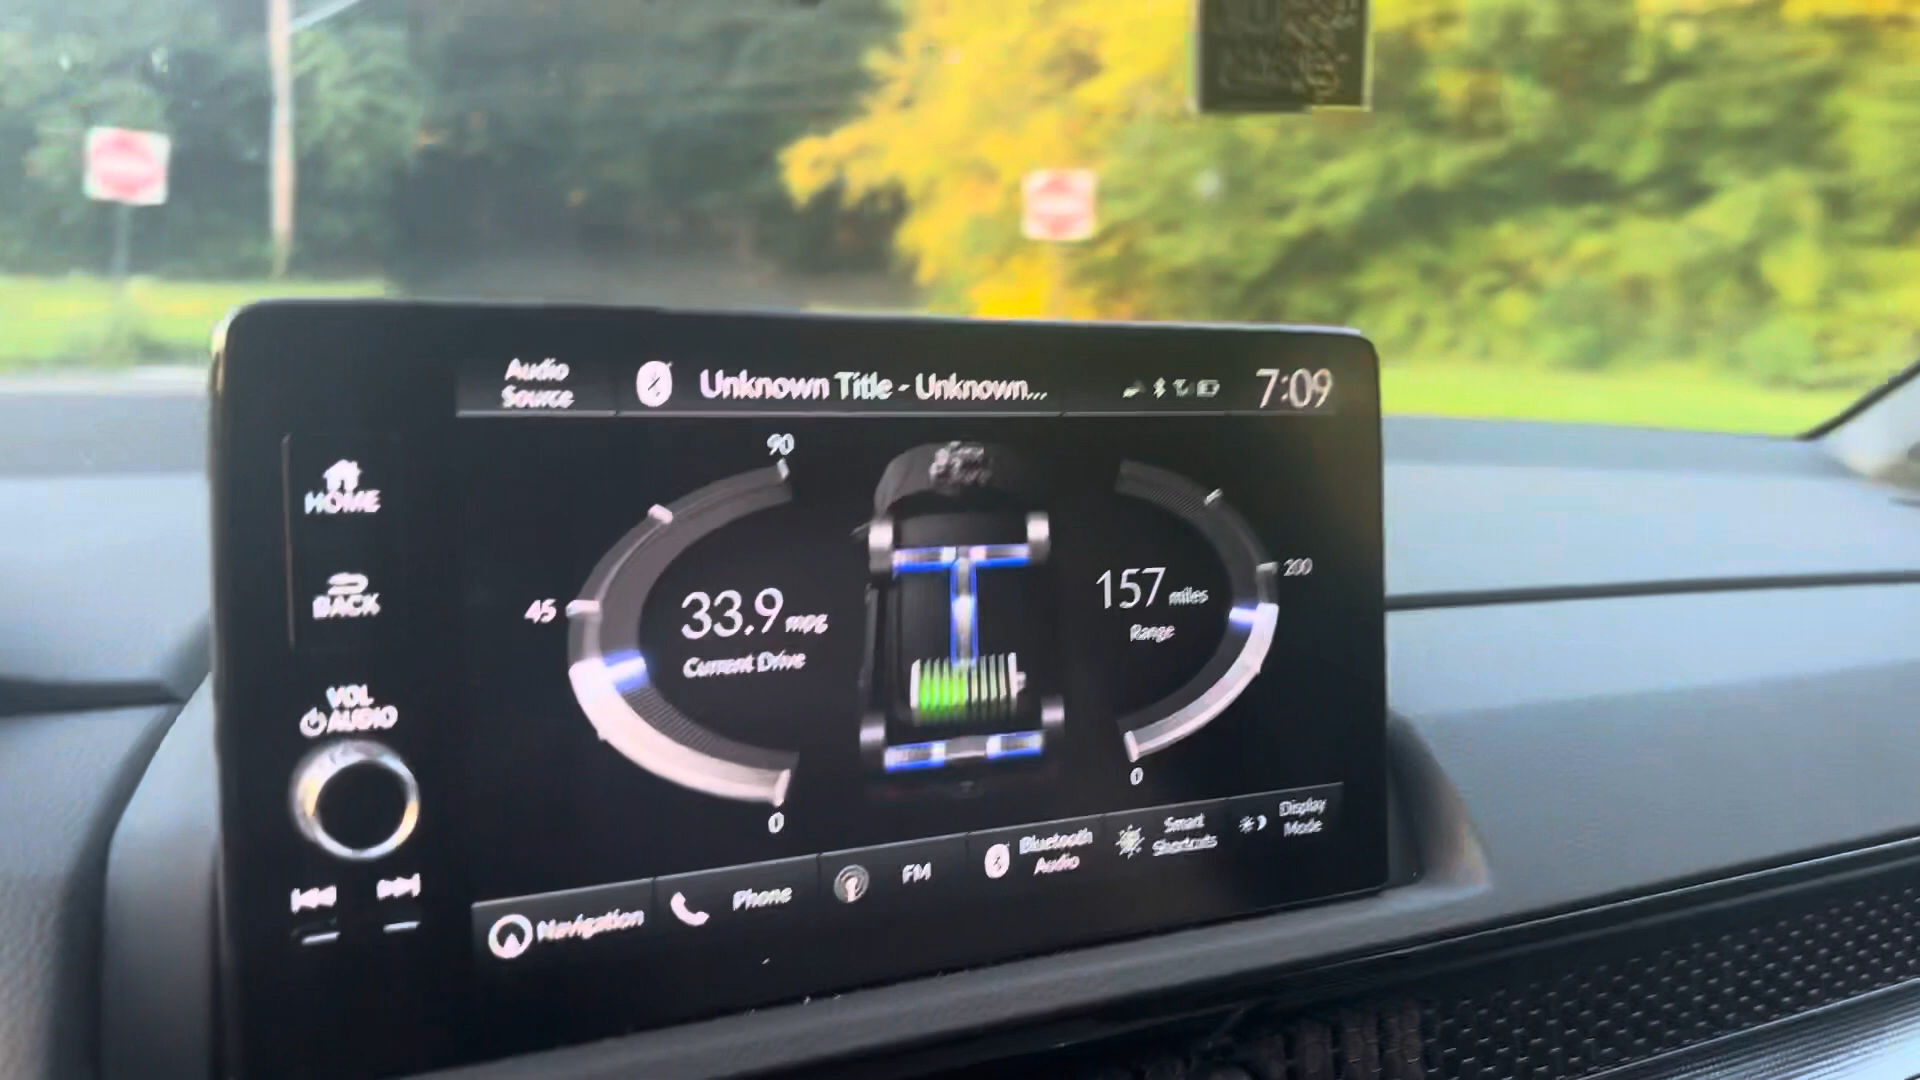 Audio
Source
Unknown Title - Unknown...
7:09
HOME
BACK
VOL
AUDIO
90
45
0
33.9 mpg
Current Drive
157 miles
Range
200
0
Navigation
Phone
FM
Bluetooth
Audio
Smart
Shortcuts
Display
Mode